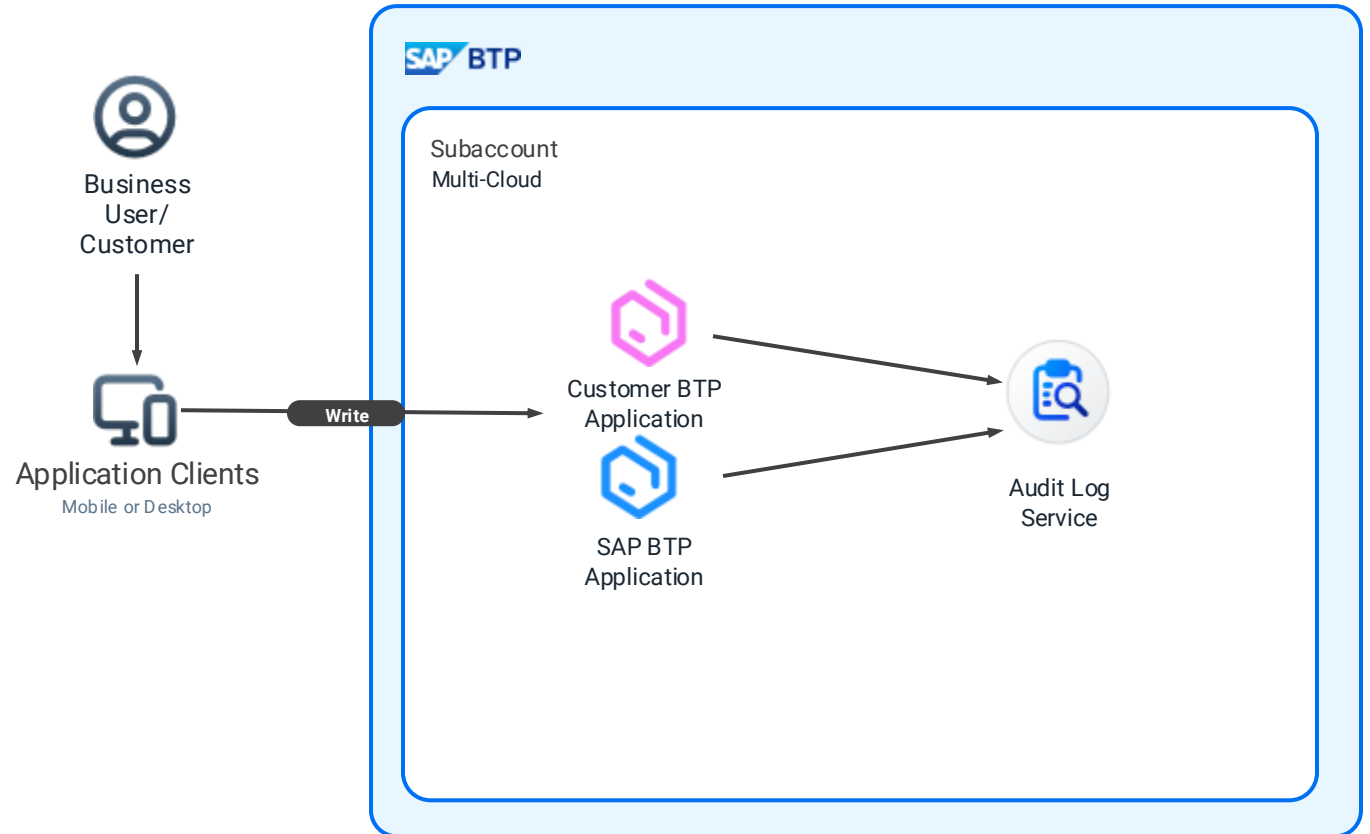 SAP BTP
Subaccount
Multi-Cloud
Business
User/
Customer
Write
Application Clients
Mobile or Desktop
Customer BTP
Application
SAP BTP
Application
Audit Log
Service